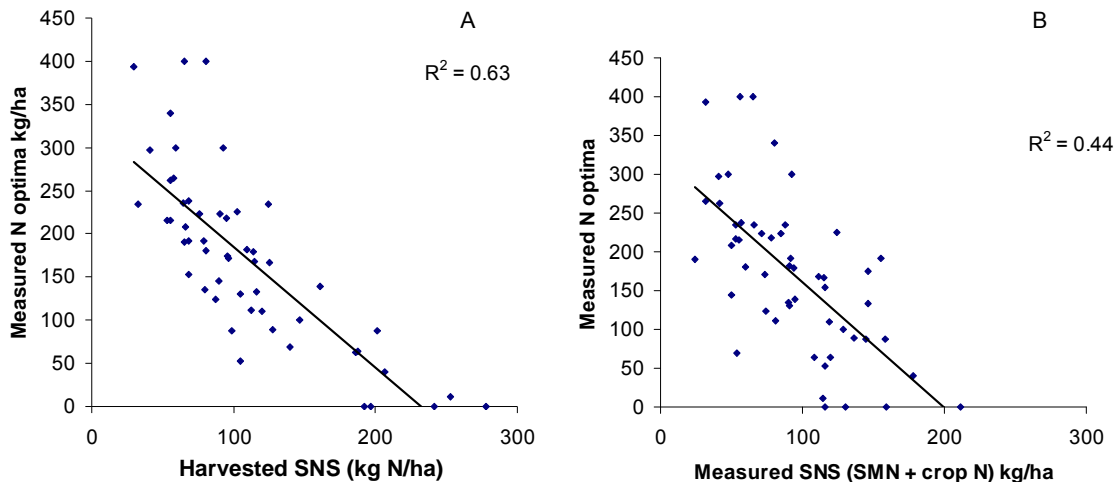 A
R² = 0.63
Measured N optima kg/ha
450
400
350
300
250
200
150
100
50
0
0 100 200 300
Harvested SNS (kg N/ha)
B
R² = 0.44
Measured N optima
450
400
350
300
250
200
150
100
50
0
0 100 200 300
Measured SNS (SMN + crop N) kg/ha